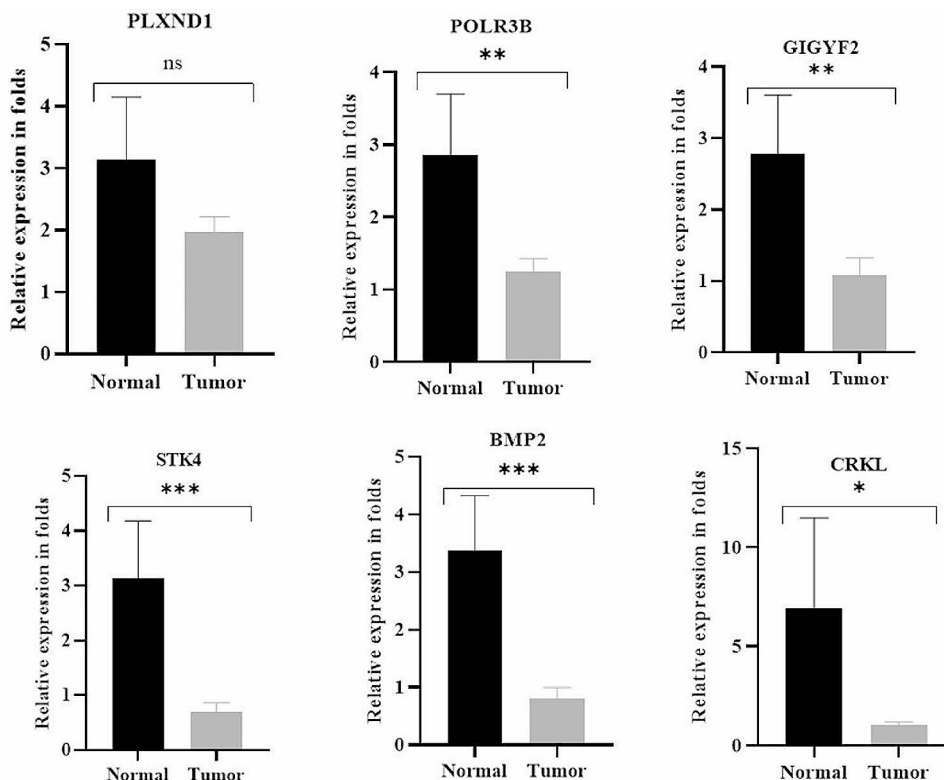 PLXND1
ns
Relative expression in folds
5
4
3
2
1
0
Normal Tumor
POLR3B
**
Relative expression in folds
4
3
2
1
0
Normal Tumor
GIGYF2
**
Relative expression in folds
4
3
2
1
0
Normal Tumor
STK4
***
Relative expression in folds
5
4
3
2
1
0
Normal Tumor
BMP2
***
Relative expression in folds
5
4
3
2
1
0
Normal Tumor
CRKL
*
Relative expression in folds
15
10
5
0
Normal Tumor